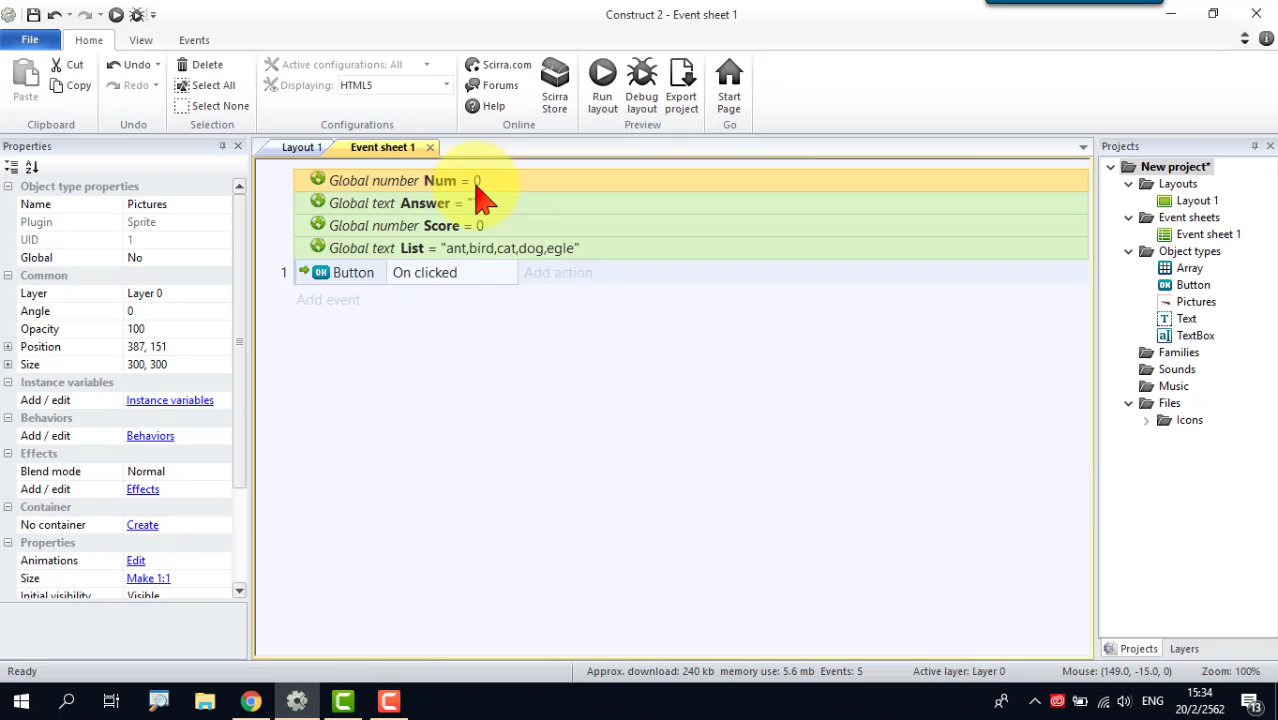 Construct 2 - Event sheet 1
File
Home
View
Events
Paste
Cut
Copy
Clipboard
Undo
Redo
Undo
Delete
Select All
Select None
Selection
Active configurations: All
Displaying: HTML5
Configurations
Scirra.com
Forums
Help
Scirra Store
Online
Run layout
Debug layout
Export project
Preview
Start Page
Go
Properties
Object type properties
Name Pictures
Plugin Sprite
UID 1
Global No
Common
Layer Layer 0
Angle 0
Opacity 100
Position 387, 151
Size 300, 300
Instance variables
Add / edit Instance variables
Behaviors
Add / edit Behaviors
Effects
Blend mode Normal
Add / edit Effects
Container
No container Create
Properties
Animations Edit
Size Make 1:1
Initial visibility Visible
Layout 1
Event sheet 1
Global number Num = 0
Global text Answer = "
Global number Score = 0
Global text List = "ant,bird,cat,dog,egle"
1 Button On clicked Add action
Add event
Projects
New project*
Layouts
Layout 1
Event sheets
Event sheet 1
Object types
Array
Button
Pictures
Text
TextBox
Families
Sounds
Music
Files
Icons
Projects Layers
Ready
Approx. download: 240 kb memory use: 5.6 mb Events: 5
Active layer: Layer 0
Mouse: (149.0, -15.0, 0)
Zoom: 100%
ENG
15:34
20/2/2562
13